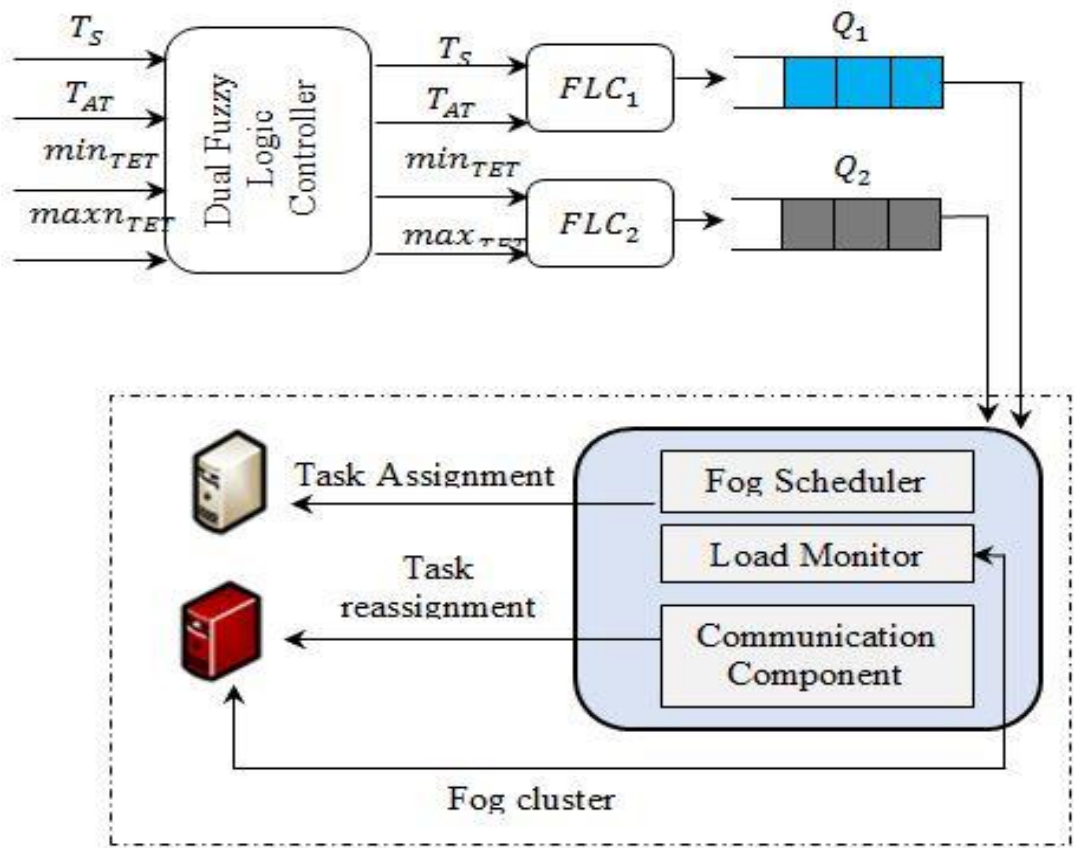 T_S
T_AT
min_TET
maxn_TET
Dual Fuzzy
Logic
Controller
T_S
T_AT
min_TET
max_TET
FLC_1
FLC_2
Q_1
Q_2
Fog Scheduler
Load Monitor
Communication
Component
Task Assignment
Task
reassignment
Fog cluster